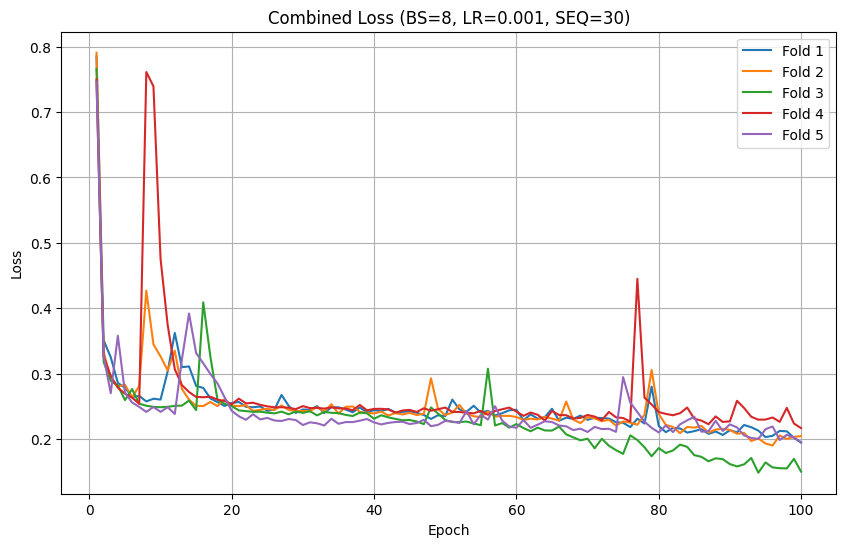 Combined Loss (BS=8, LR=0.001, SEQ=30)
Fold 1
Fold 2
Fold 3
Fold 4
Fold 5
Loss
0.8
0.7
0.6
0.5
0.4
0.3
0.2
0 20 40 60 80 100
Epoch